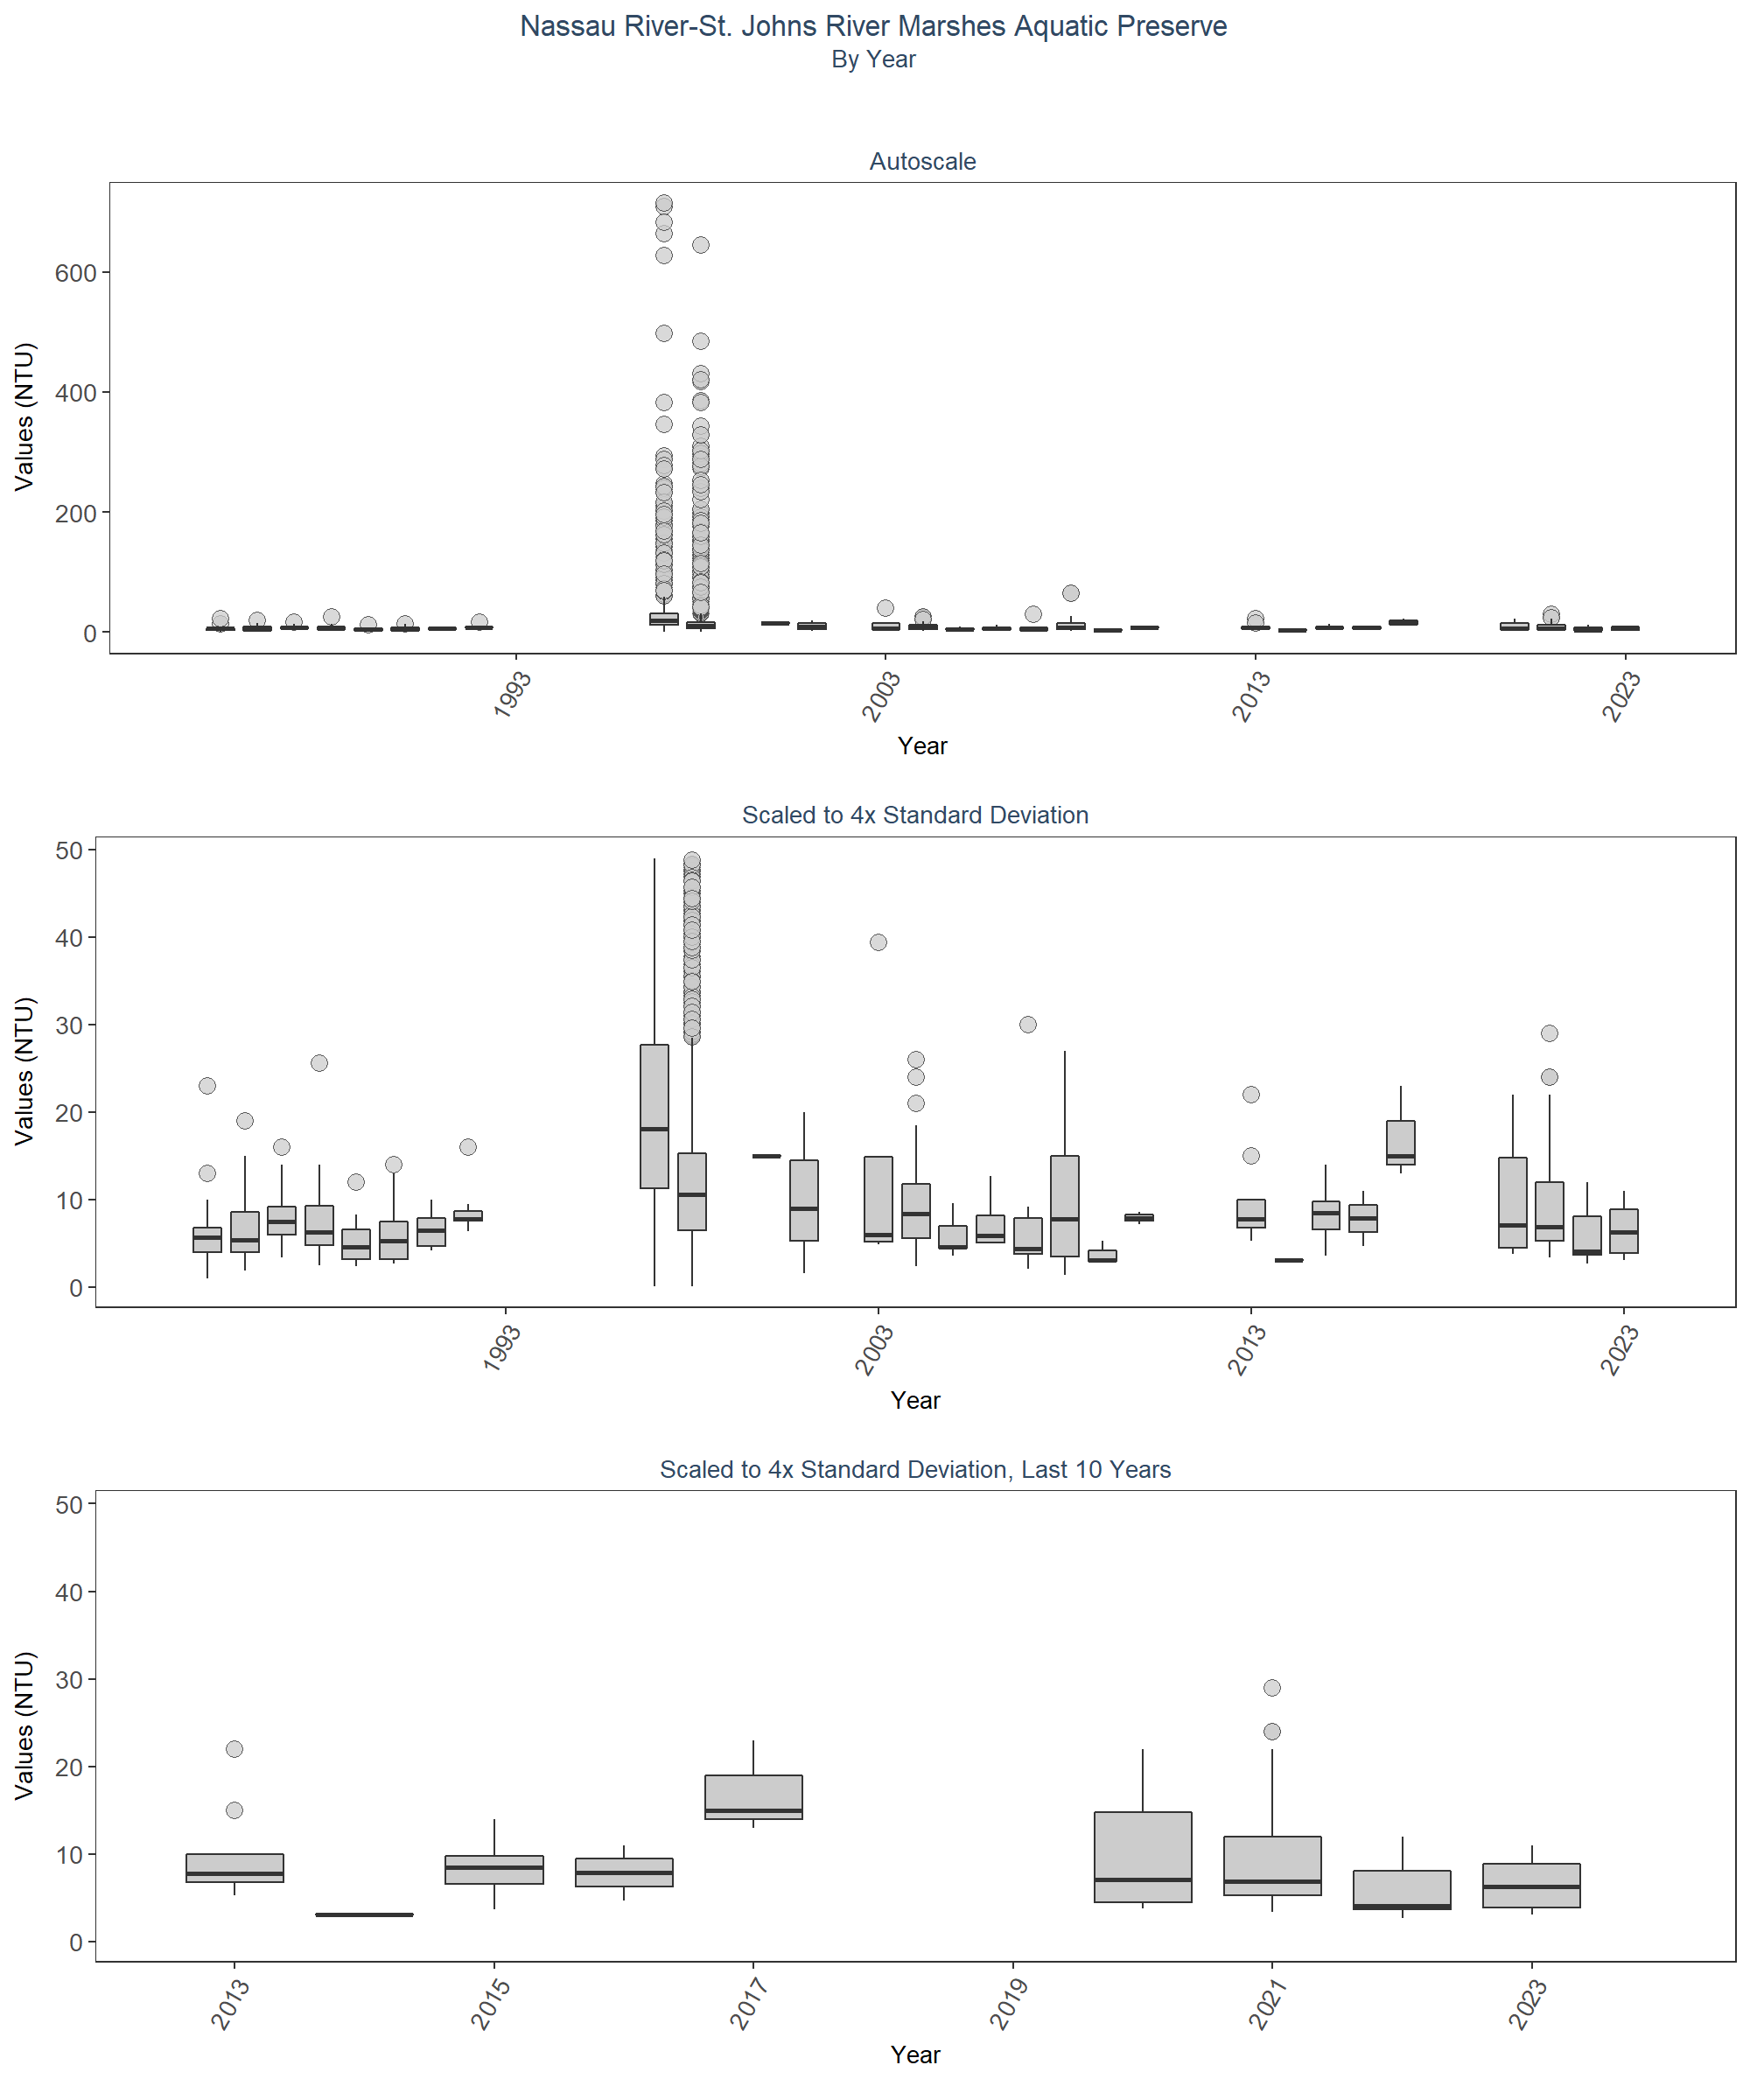 Nassau River-St. Johns River Marshes Aquatic Preserve
By Year
Autoscale
Values (NTU)
600
400
200
0
1993
2003
2013
2023
Year
Scaled to 4x Standard Deviation
Values (NTU)
50
40
30
20
10
0
1993
2003
2013
2023
Year
Scaled to 4x Standard Deviation, Last 10 Years
Values (NTU)
50
40
30
20
10
0
2013
2015
2017
2019
2021
2023
Year